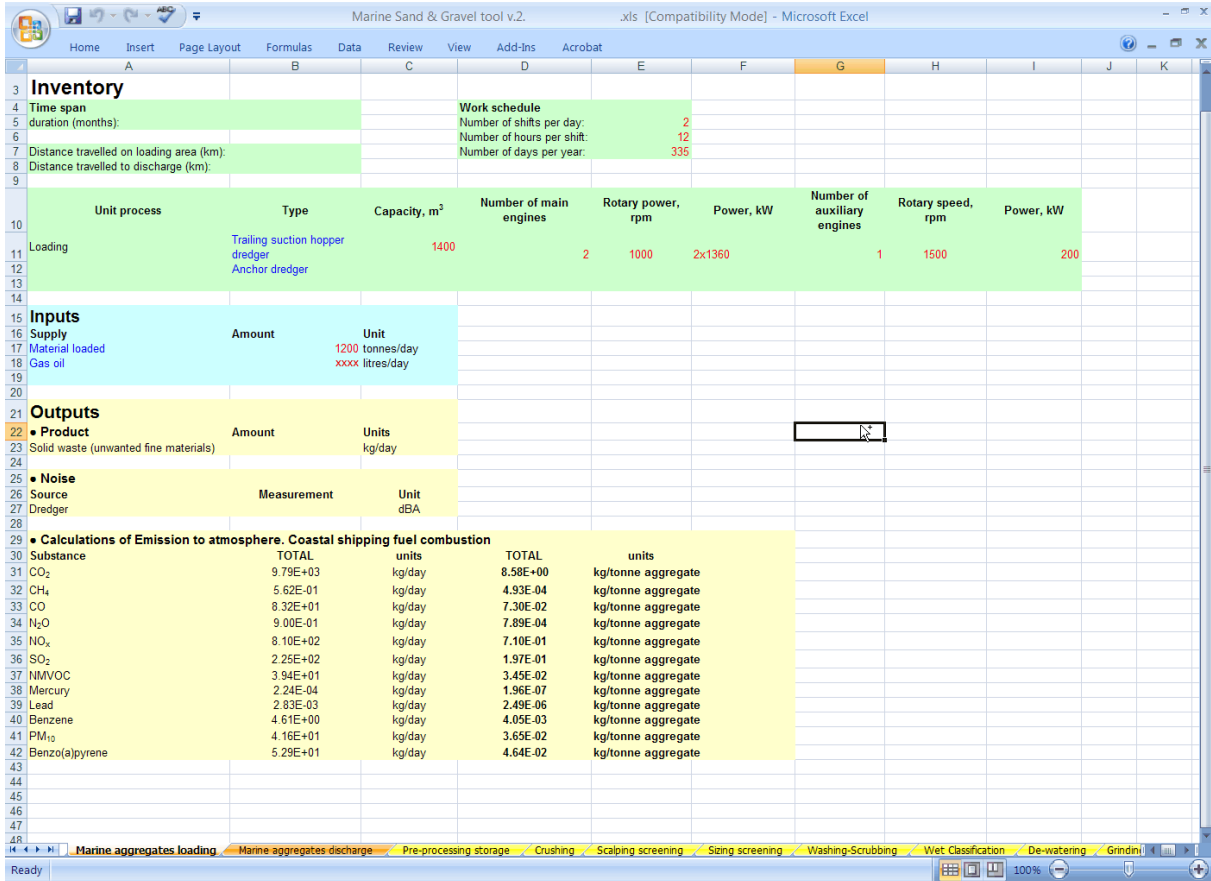 Marine Sand & Gravel tool v.2. .xls [Compatibility Mode] - Microsoft Excel
Home Insert Page Layout Formulas Data Review View Add-Ins Acrobat
A B C D E F G H I J K
3 Inventory
4 Time span Work schedule
5 duration (months): Number of shifts per day: 2
6 Number of hours per shift: 12
7 Distance travelled on loading area (km): Number of days per year: 335
8 Distance travelled to discharge (km):
9
10 Unit process Type Capacity, m³ Number of main engines Rotary power, rpm Power, kW Number of auxiliary engines Rotary speed, rpm Power, kW
11 Loading Trailing suction hopper dredger 1400 2 1000 2x1360 1 1500 200
12 Anchor dredger
13
14
15 Inputs
16 Supply Amount Unit
17 Material loaded 1200 tonnes/day
18 Gas oil xxxx litres/day
19
20
21 Outputs
22 ● Product Amount Units
23 Solid waste (unwanted fine materials) kg/day
24
25 ● Noise
26 Source Measurement Unit
27 Dredger dBA
28
29 ● Calculations of Emission to atmosphere. Coastal shipping fuel combustion
30 Substance TOTAL units TOTAL units
31 CO₂ 9.79E+03 kg/day 8.58E+00 kg/tonne aggregate
32 CH₄ 5.62E-01 kg/day 4.93E-04 kg/tonne aggregate
33 CO 8.32E+01 kg/day 7.30E-02 kg/tonne aggregate
34 N₂O 9.00E-01 kg/day 7.89E-04 kg/tonne aggregate
35 NOₓ 8.10E+02 kg/day 7.10E-01 kg/tonne aggregate
36 SO₂ 2.25E+02 kg/day 1.97E-01 kg/tonne aggregate
37 NMVOC 3.94E+01 kg/day 3.45E-02 kg/tonne aggregate
38 Mercury 2.24E-04 kg/day 1.96E-07 kg/tonne aggregate
39 Lead 2.83E-03 kg/day 2.49E-06 kg/tonne aggregate
40 Benzene 4.61E+00 kg/day 4.05E-03 kg/tonne aggregate
41 PM₁₀ 4.16E+01 kg/day 3.65E-02 kg/tonne aggregate
42 Benzo(a)pyrene 5.29E+01 kg/day 4.64E-02 kg/tonne aggregate
43
44
45
46
47
48
Marine aggregates loading Marine aggregates discharge Pre-processing storage Crushing Scalping screening Sizing screening Washing-Scrubbing Wet Classification De-watering Grinding
Ready 100%